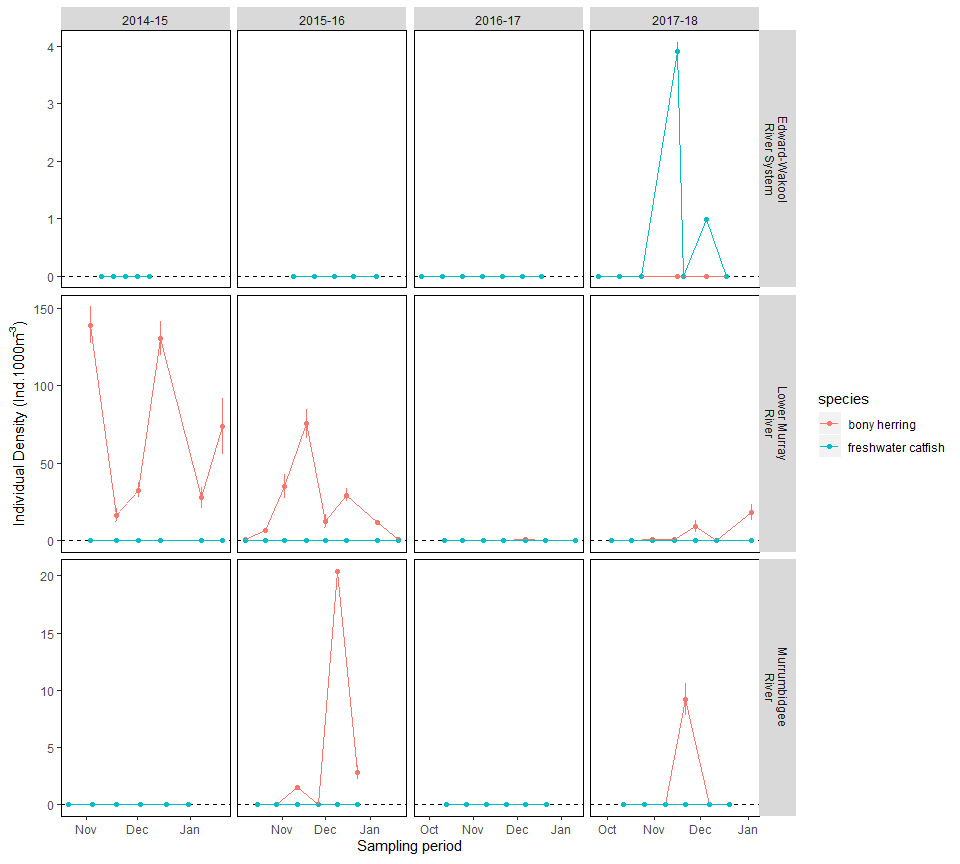 2014-15 2015-16 2016-17 2017-18
4
3
2
1
0
Edward-Wakool
River System
150
100
50
0
Lower Murray
River
20
15
10
5
0
Murrumbidgee
River
Individual Density (Ind.1000m⁻³)
Nov Dec Jan Nov Dec Jan Oct Nov Dec Jan Oct Nov Dec Jan
Sampling period
species
bony herring
freshwater catfish